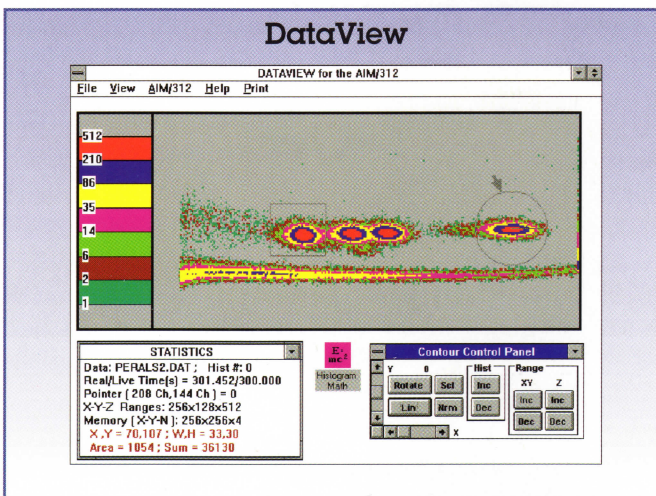 DataView
DATAVIEW for the AIM/312
File View AIM/312 Help Print
512
210
86
35
14
6
2
1
STATISTICS
Data: PERALS2.DAT ; Hist #: 0
Real/Live Time(s) = 301.452/300.000
Pointer ( 208 Ch,144 Ch ) = 0
X-Y-Z Ranges: 256x128x512
Memory ( X-Y-N ): 256x256x4
X ,Y = 70,107 ; W,H = 33,30
Area = 1054 ; Sum = 36130
E=
mc²
Histogram
Math
Contour Control Panel
Y 0
Rotate Scl
Lin Nrm
X
Hist
Inc
Dec
Range
XY Z
Inc Inc
Dec Dec